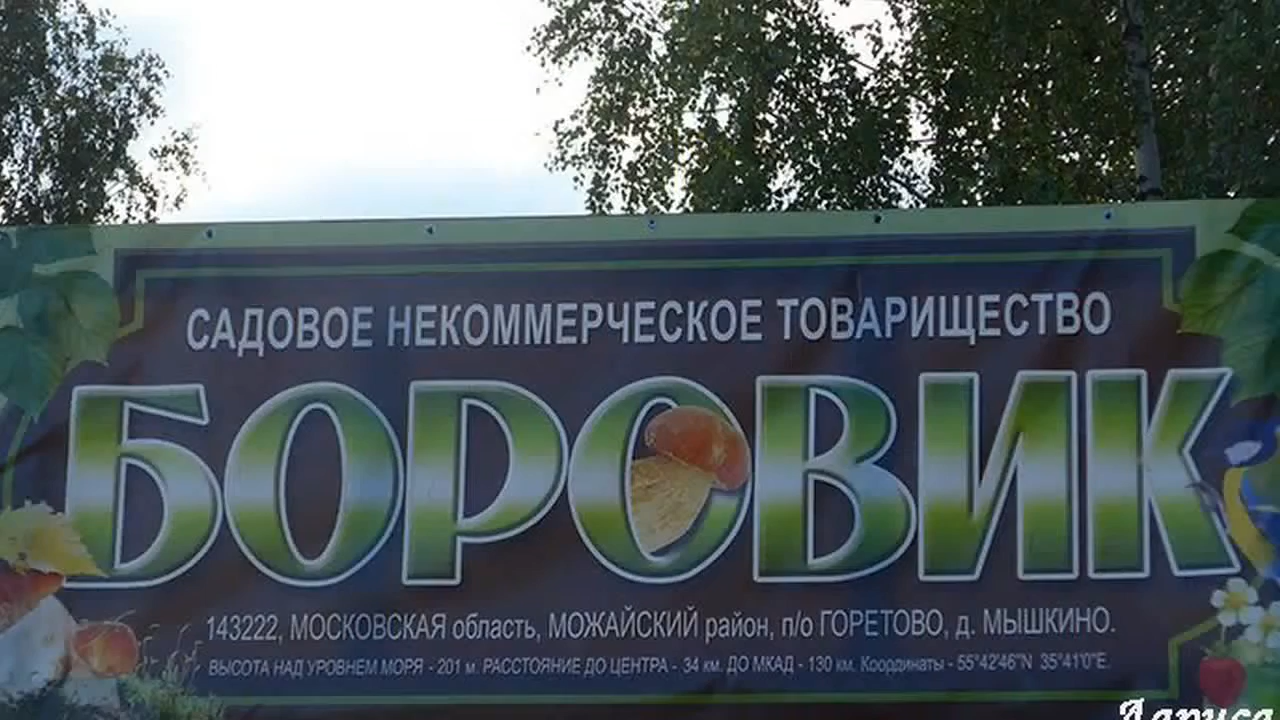 САДОВОЕ НЕКОММЕРЧЕСКОЕ ТОВАРИЩЕСТВО
БОРОВИК
143222, МОСКОВСКАЯ область, МОЖАЙСКИЙ район, п/о ГОРЕТОВО, д. МЫШКИНО.
ВЫСОТА НАД УРОВНЕМ МОРЯ - 201 м. РАССТОЯНИЕ ДО ЦЕНТРА - 34 км. ДО МКАД - 130 км. Координаты - 55°42'46"N 35°41'0"E.